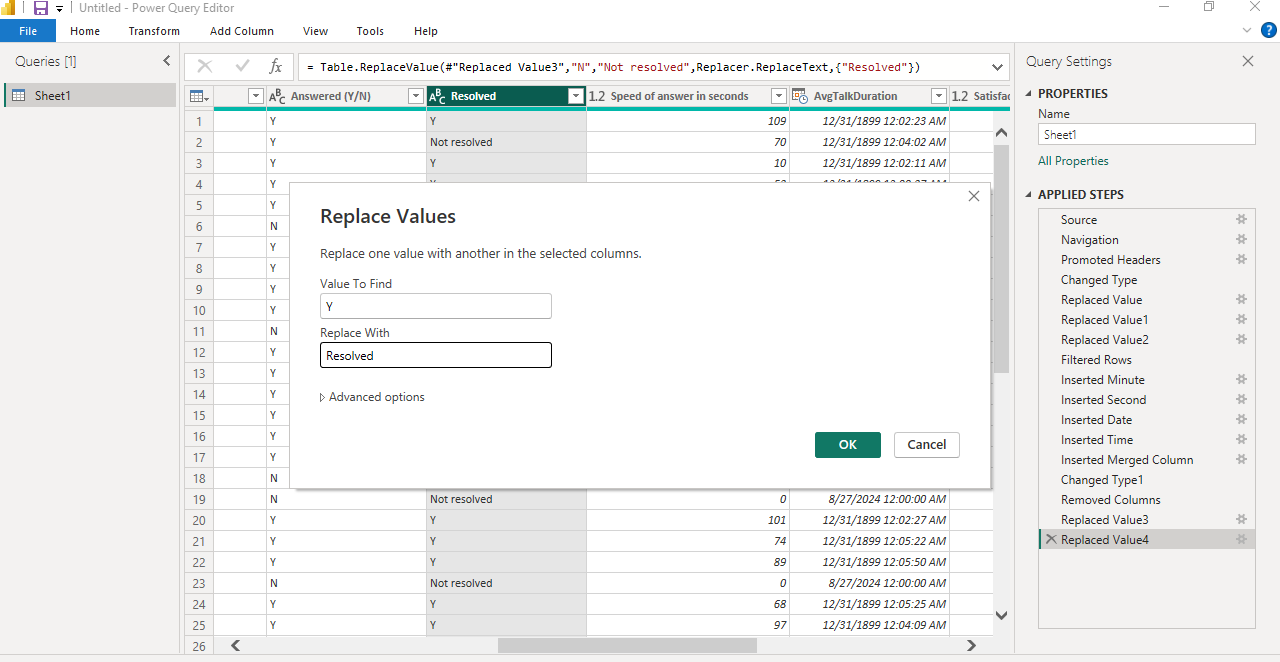 Untitled - Power Query Editor
File Home Transform Add Column View Tools Help
Queries [1]
Sheet1
fx = Table.ReplaceValue(#"Replaced Value3","N","Not resolved",Replacer.ReplaceText,{"Resolved"})
ABC Answered (Y/N) ABC Resolved 1.2 Speed of answer in seconds AvgTalkDuration 1.2 Satisfac
1 Y Y 109 12/31/1899 12:02:23 AM
2 Y Not resolved 70 12/31/1899 12:04:02 AM
3 Y Y 10 12/31/1899 12:02:11 AM
4 Y
5 Y
6 N
7 Y
8 Y
9 Y
10 Y
11 N
12 Y
13 Y
14 Y
15 Y
16 Y
17 Y
18 N
19 N Not resolved 0 8/27/2024 12:00:00 AM
20 Y Y 101 12/31/1899 12:02:27 AM
21 Y Y 74 12/31/1899 12:05:22 AM
22 Y Y 89 12/31/1899 12:05:50 AM
23 N Not resolved 0 8/27/2024 12:00:00 AM
24 Y Y 68 12/31/1899 12:05:25 AM
25 Y Y 97 12/31/1899 12:04:09 AM
26
Replace Values
Replace one value with another in the selected columns.
Value To Find
Y
Replace With
Resolved
Advanced options
OK Cancel
Query Settings
PROPERTIES
Name
Sheet1
All Properties
APPLIED STEPS
Source
Navigation
Promoted Headers
Changed Type
Replaced Value
Replaced Value1
Replaced Value2
Filtered Rows
Inserted Minute
Inserted Second
Inserted Date
Inserted Time
Inserted Merged Column
Changed Type1
Removed Columns
Replaced Value3
Replaced Value4